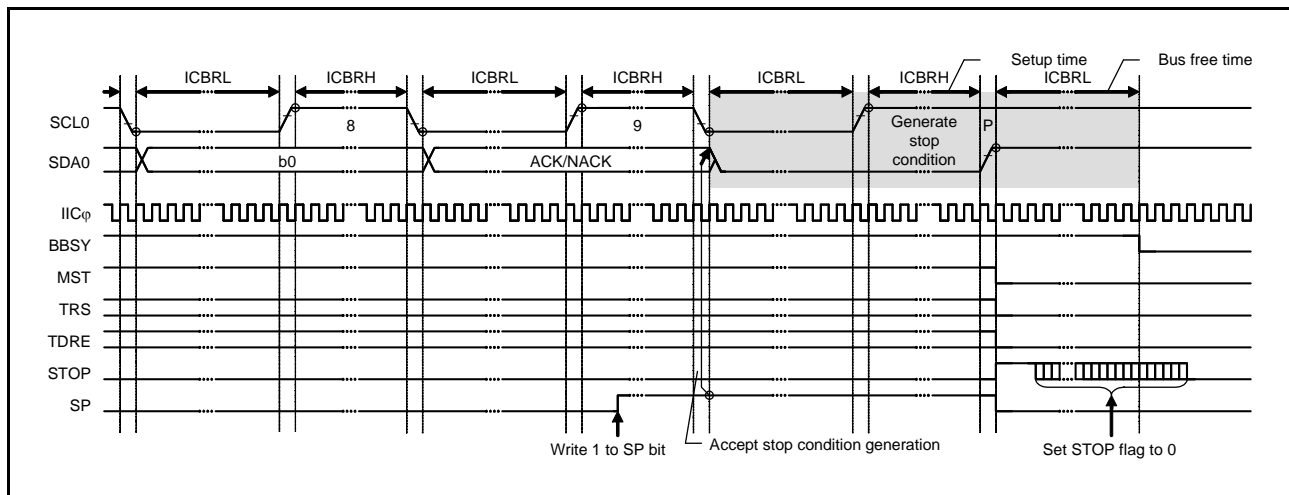 Setup time
Bus free time
ICBRL
ICBRH
ICBRL
ICBRH
ICBRL
ICBRH
ICBRL
SCL0
8
9
Generate
stop
condition
P
SDA0
b0
ACK/NACK
IICφ
BBSY
MST
TRS
TDRE
STOP
SP
Write 1 to SP bit
Accept stop condition generation
Set STOP flag to 0